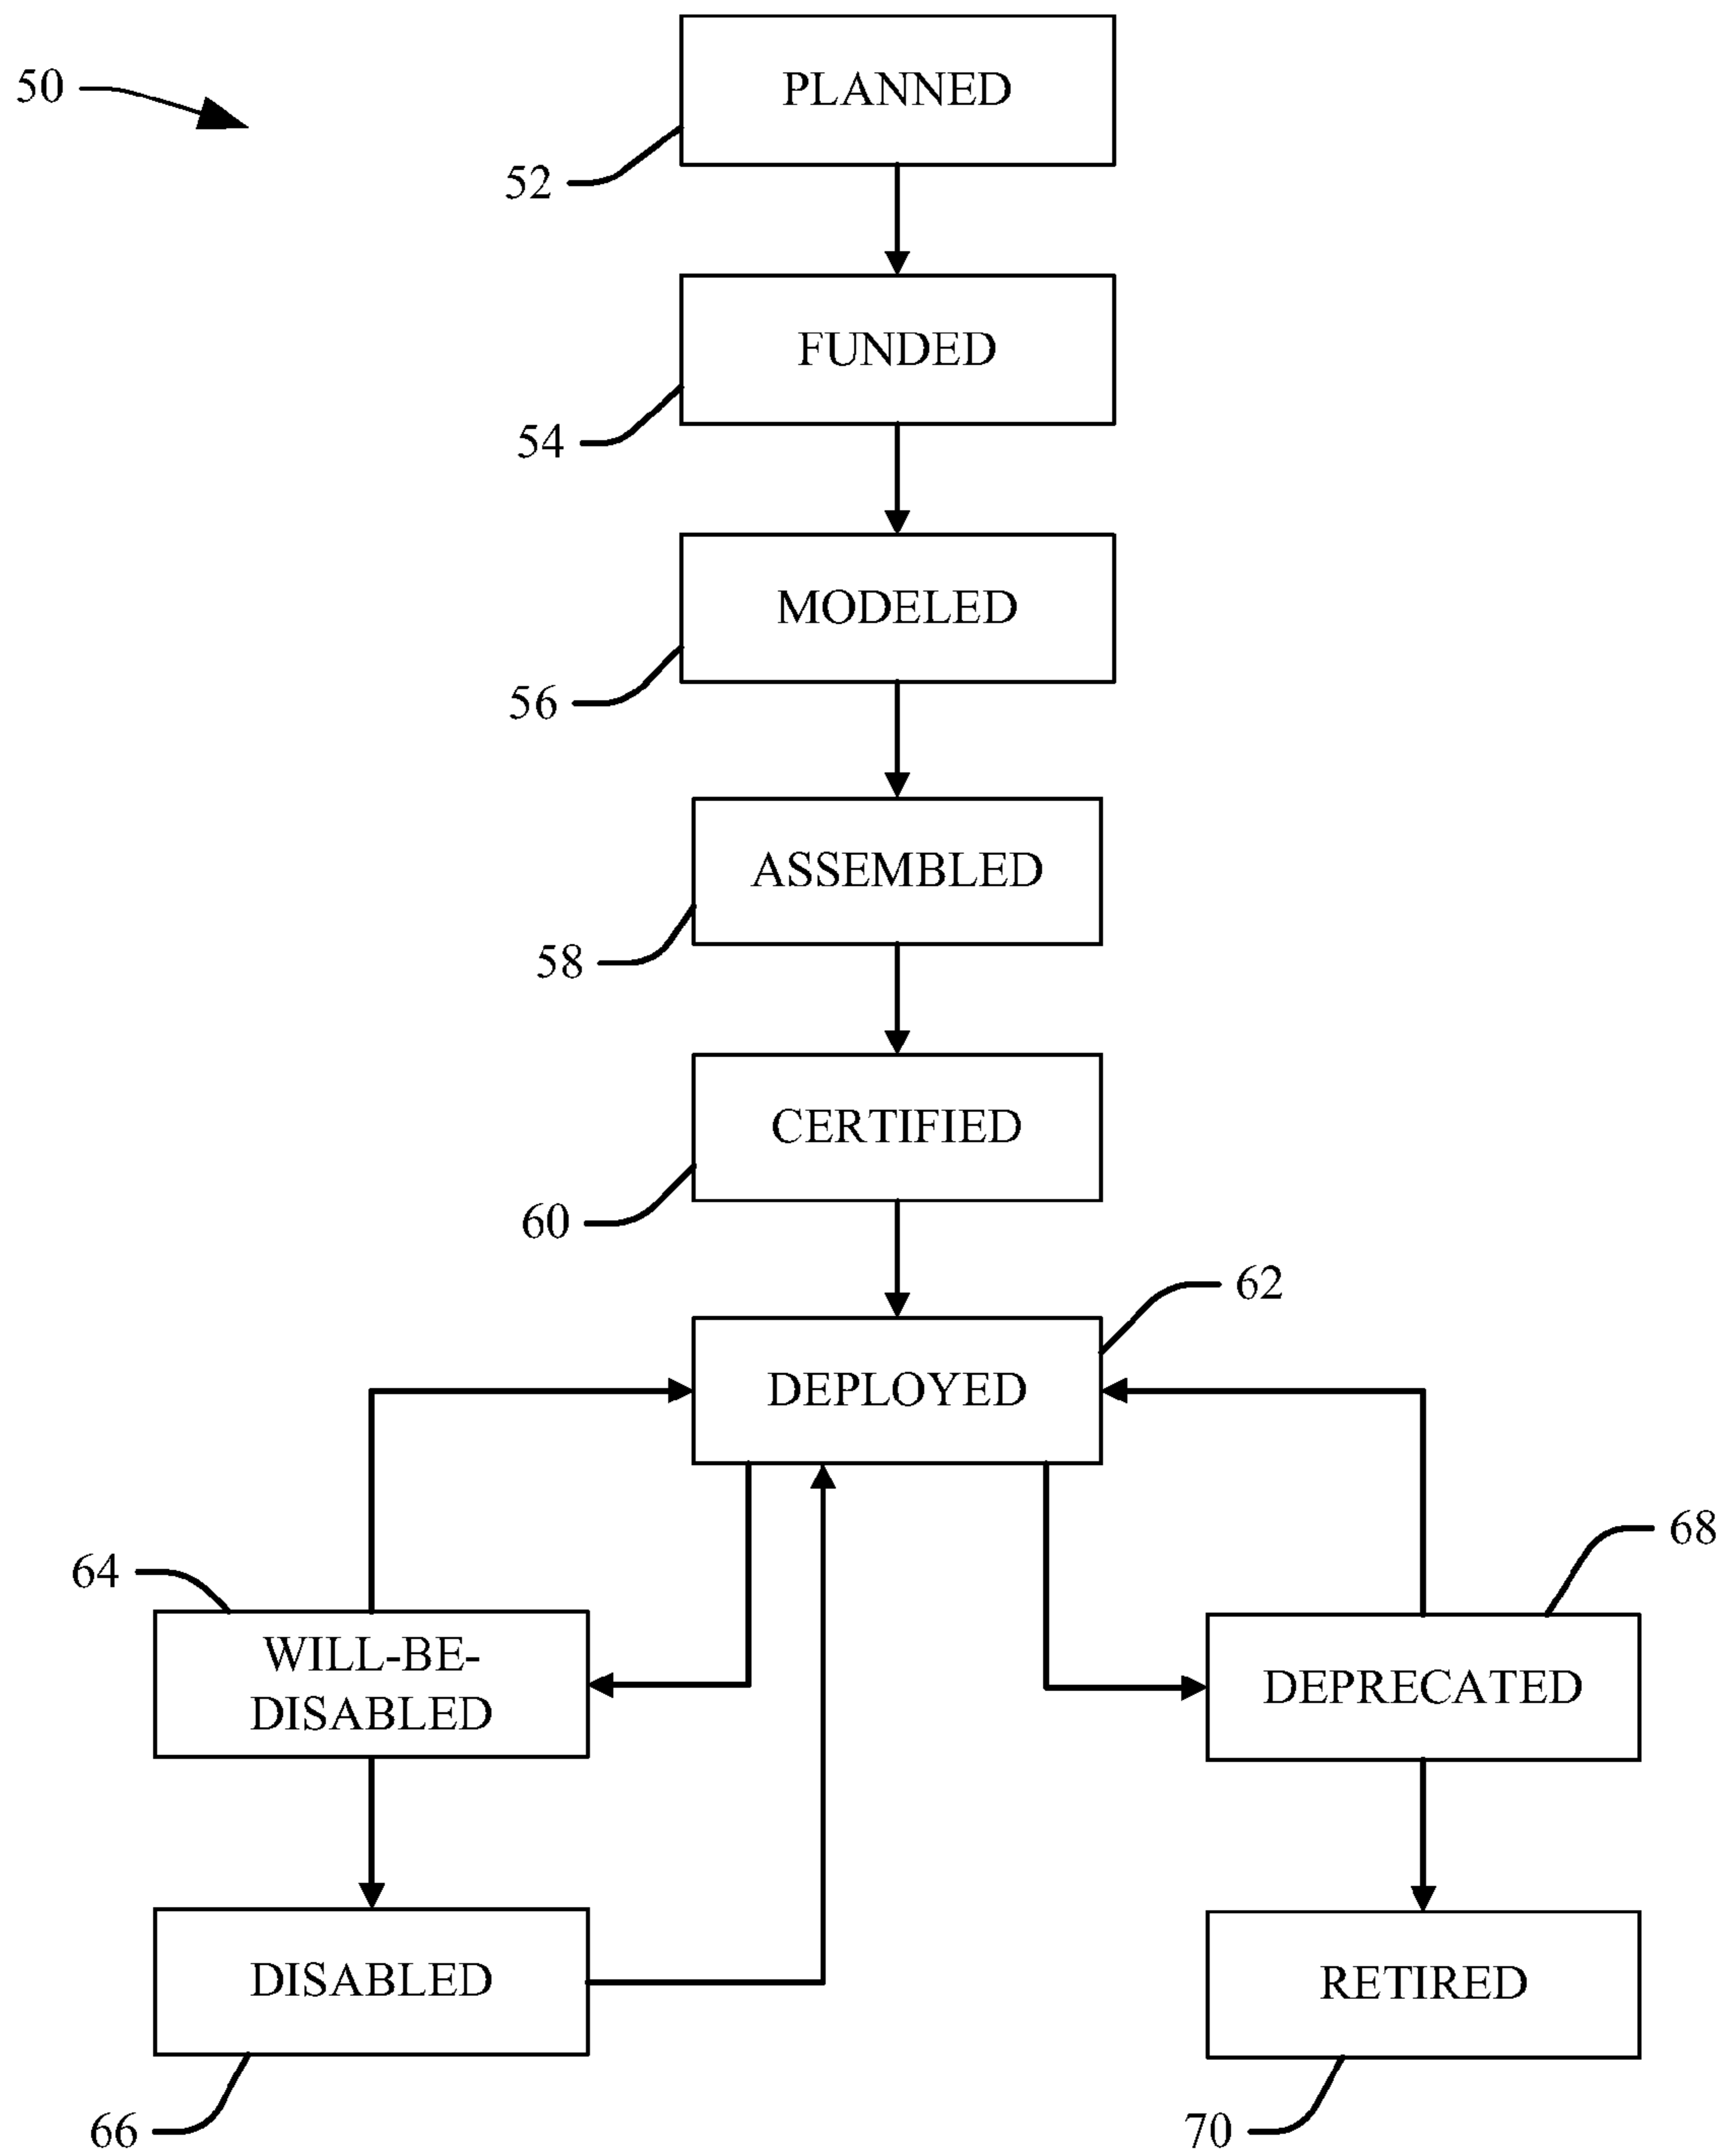 50
PLANNED
52
FUNDED
54
MODELED
56
ASSEMBLED
58
CERTIFIED
60
62
DEPLOYED
64
68
WILL-BE-
DISABLED
DEPRECATED
DISABLED
RETIRED
66
70